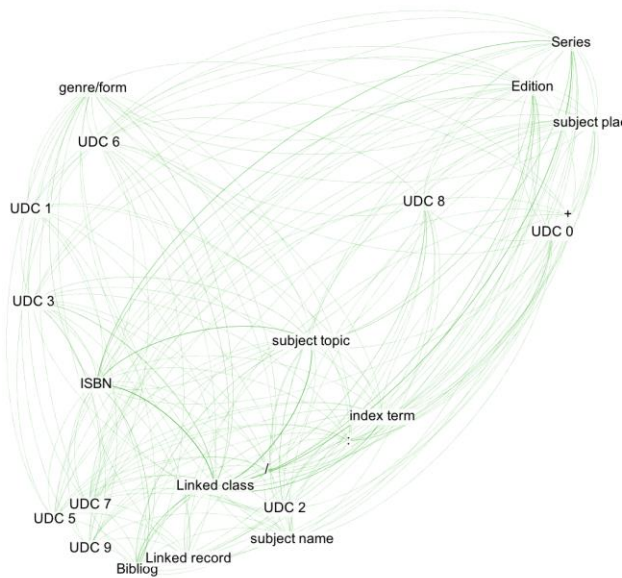 Series
Edition
genre/form
subject plac
UDC 6
UDC 8
UDC 1
+
UDC 0
UDC 3
subject topic
ISBN
index term
:
/
Linked class
UDC 7
UDC 2
UDC 5
subject name
UDC 9
Linked record
Bibliog